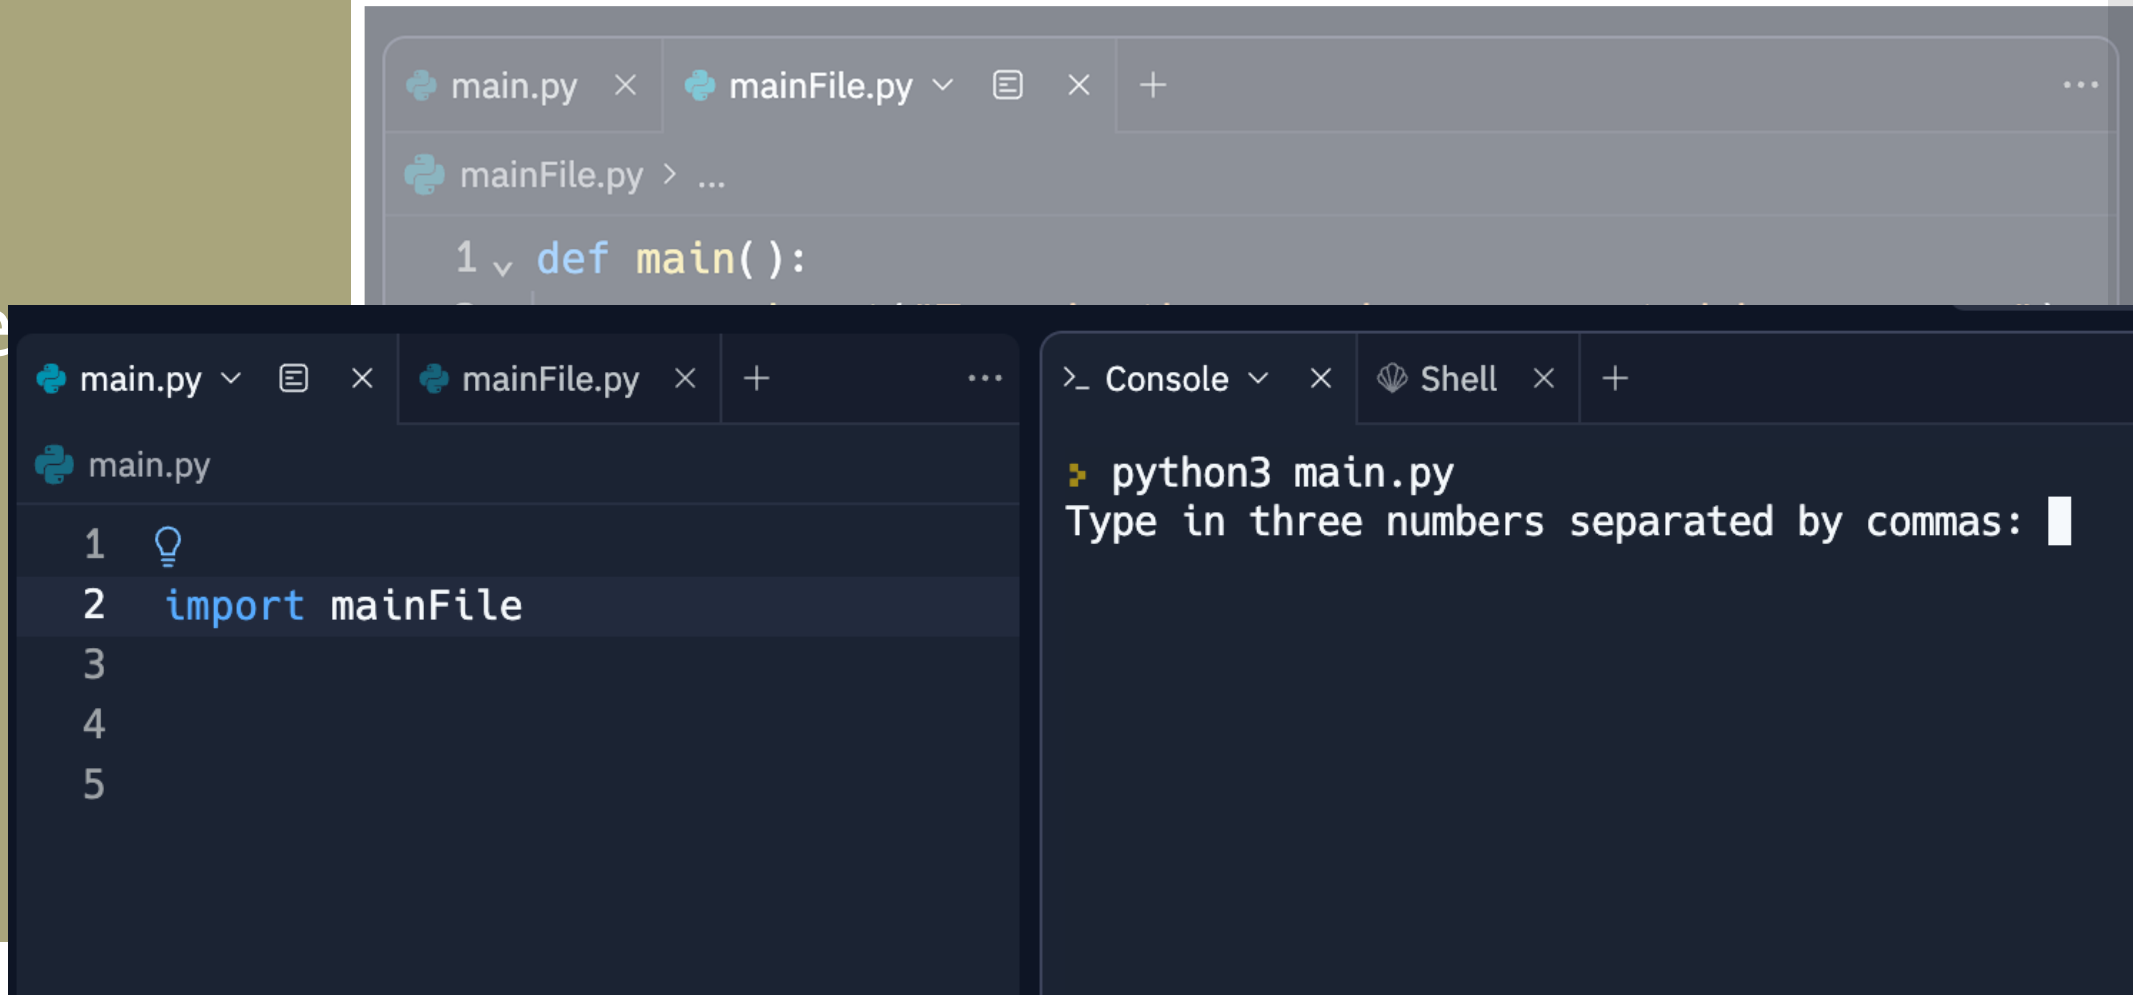 main.py
mainFile.py
mainFile.py > ...
1 def main():
main.py
mainFile.py
main.py
1
2 import mainFile
3
4
5
Console
Shell
python3 main.py
Type in three numbers separated by commas: